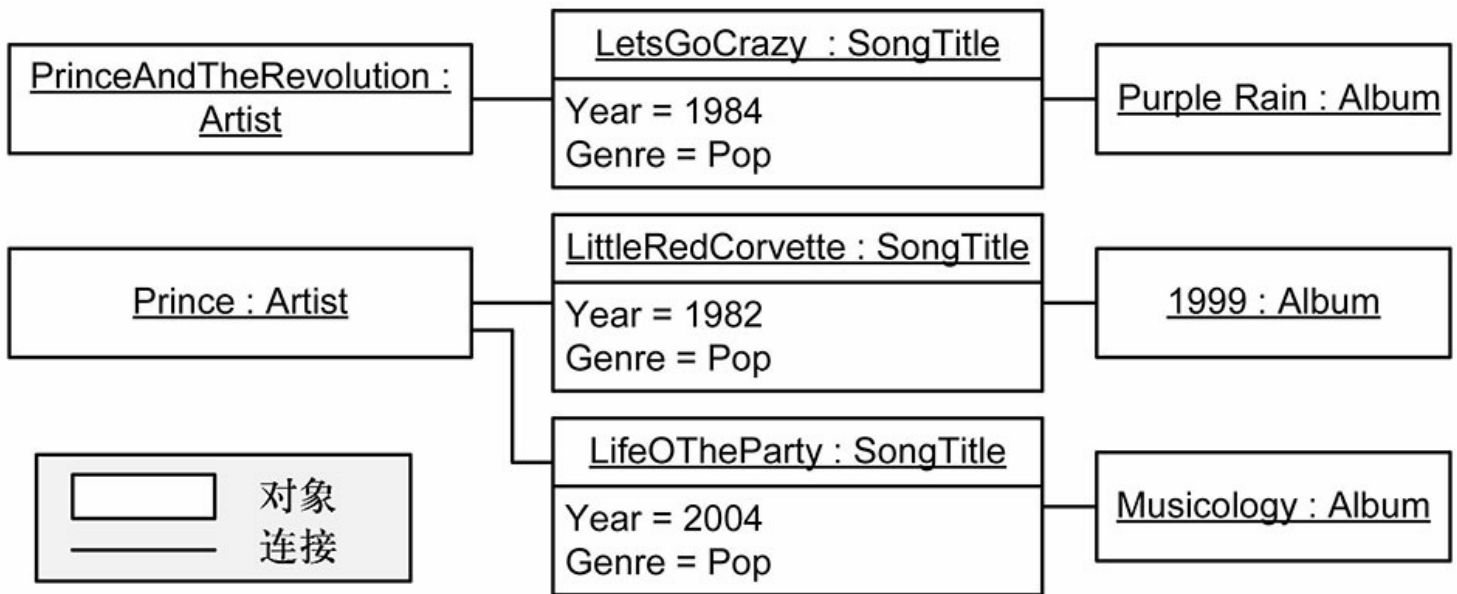 PrinceAndTheRevolution :
Artist
LetsGoCrazy : SongTitle
Year = 1984
Genre = Pop
Purple Rain : Album
Prince : Artist
LittleRedCorvette : SongTitle
Year = 1982
Genre = Pop
1999 : Album
LifeOTheParty : SongTitle
Year = 2004
Genre = Pop
Musicology : Album
对象
连接